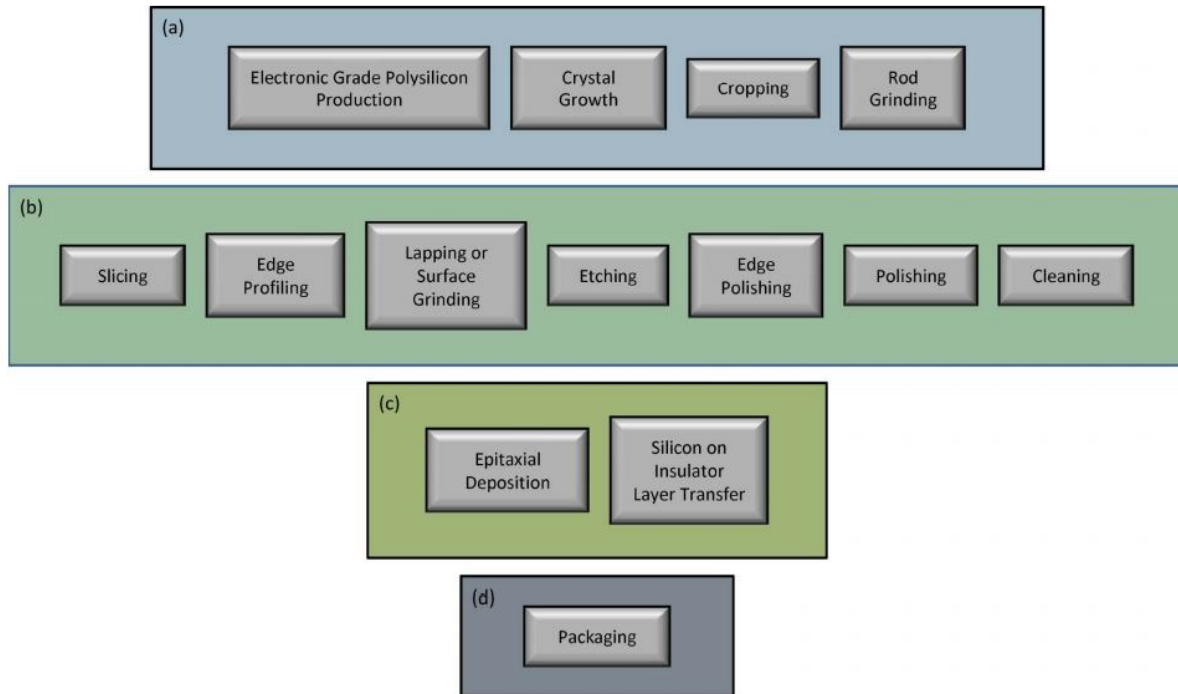 (a)
Electronic Grade Polysilicon
Production
Crystal
Growth
Cropping
Rod
Grinding
(b)
Slicing
Edge
Profiling
Lapping or
Surface
Grinding
Etching
Edge
Polishing
Polishing
Cleaning
(c)
Epitaxial
Deposition
Silicon on
Insulator
Layer Transfer
(d)
Packaging